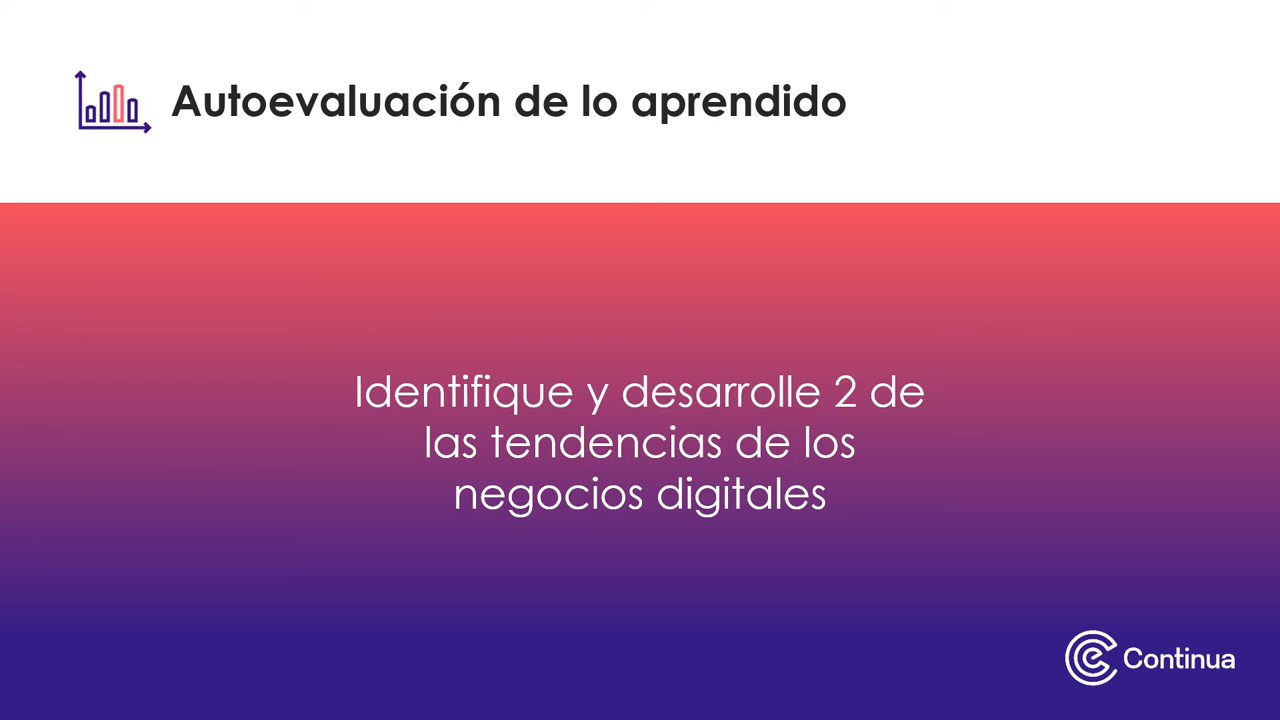 Autoevaluación de lo aprendido
Identifique y desarrolle 2 de
las tendencias de los
negocios digitales
Continua